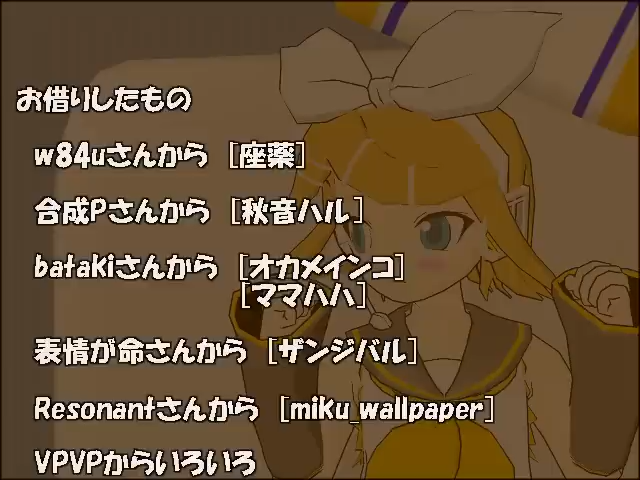 お借りしたもの
w84uさんから [座薬]
合成Pさんから [秋音ハル]
batakiさんから [オカメインコ]
[ママハハ]
表情が命さんから [ザンジバル]
Resonantさんから [miku_wallpaper]
VPVPからいろいろ